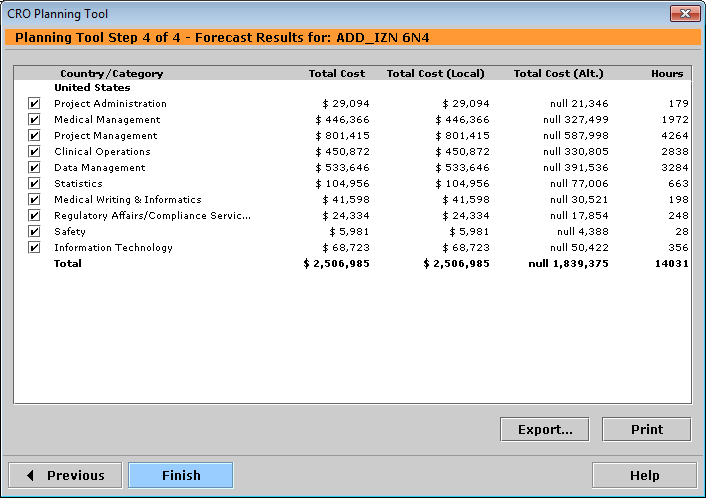 CRO Planning Tool
Planning Tool Step 4 of 4 - Forecast Results for: ADD_IZN 6N4
Country/Category Total Cost Total Cost (Local) Total Cost (Alt.) Hours
United States
Project Administration $ 29,094 $ 29,094 null 21,346 179
Medical Management $ 446,366 $ 446,366 null 327,499 1972
Project Management $ 801,415 $ 801,415 null 587,998 4264
Clinical Operations $ 450,872 $ 450,872 null 330,805 2838
Data Management $ 533,646 $ 533,646 null 391,536 3284
Statistics $ 104,956 $ 104,956 null 77,006 663
Medical Writing & Informatics $ 41,598 $ 41,598 null 30,521 198
Regulatory Affairs/Compliance Servic... $ 24,334 $ 24,334 null 17,854 248
Safety $ 5,981 $ 5,981 null 4,388 28
Information Technology $ 68,723 $ 68,723 null 50,422 356
Total $ 2,506,985 $ 2,506,985 null 1,839,375 14031
Export... Print
Previous Finish Help